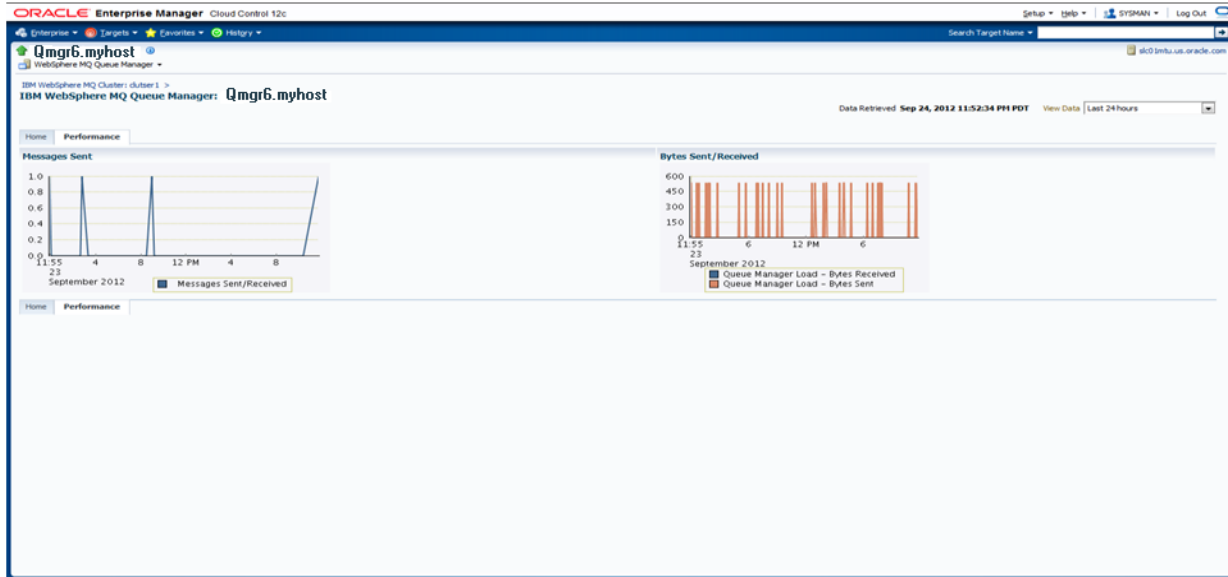 ORACLE Enterprise Manager Cloud Control 12c
Setup Help SYSMAN Log Out
Enterprise Targets Favorites History Search Target Name
Qmgr6.myhost
slc01mtu.us.oracle.com
WebSphere MQ Queue Manager
IBM WebSphere MQ Cluster: clutser1 >
IBM WebSphere MQ Queue Manager: Qmgr6.myhost
Data Retrieved Sep 24, 2012 11:52:34 PM PDT View Data Last 24 hours
Home Performance
Messages Sent
1.0
0.8
0.6
0.4
0.2
0.0
11:55 4 8 12 PM 4 8
23
September 2012
Messages Sent/Received
Bytes Sent/Received
600
450
300
150
0
11:55 6 12 PM 6
23
September 2012
Queue Manager Load - Bytes Received
Queue Manager Load - Bytes Sent
Home Performance